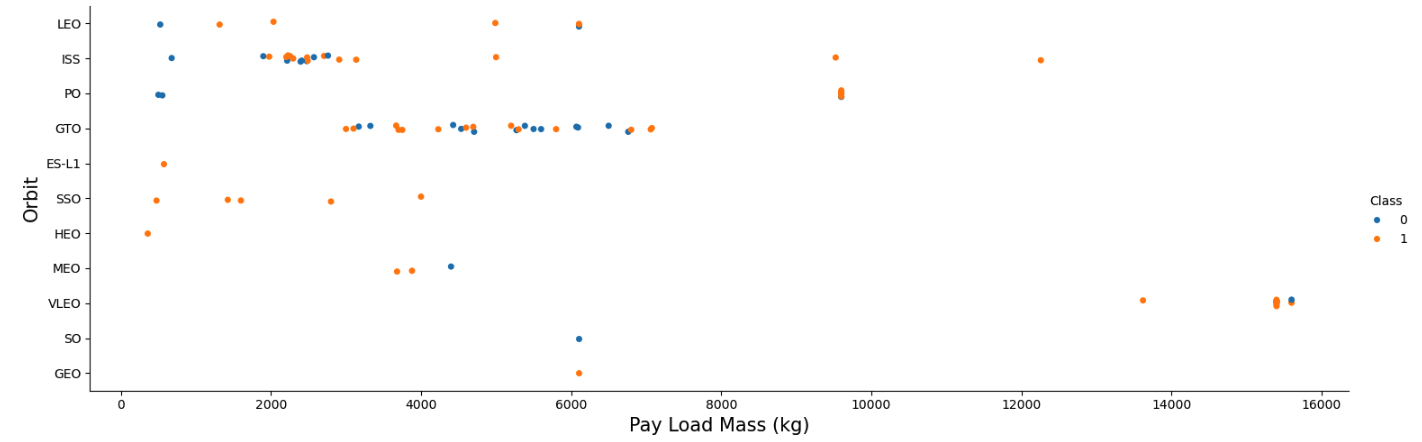 LEO
ISS
PO
GTO
ES-L1
SSO
HEO
MEO
VLEO
SO
GEO
Orbit
0 2000 4000 6000 8000 10000 12000 14000 16000
Pay Load Mass (kg)
Class
0
1